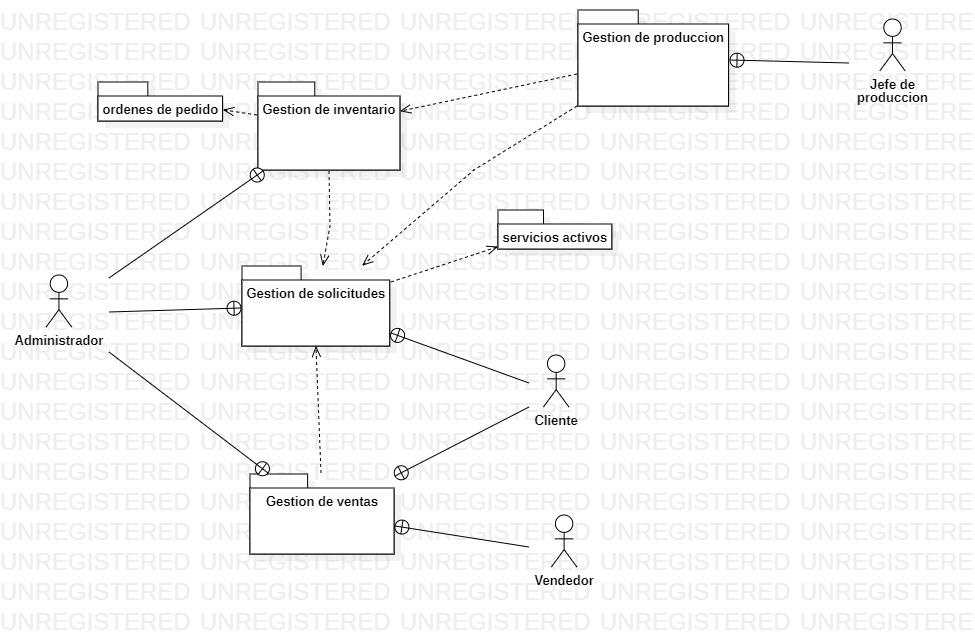 Gestion de produccion
Jefe de
produccion
ordenes de pedido
Gestion de inventario
servicios activos
Gestion de solicitudes
Administrador
Cliente
Gestion de ventas
Vendedor
UNREGISTERED